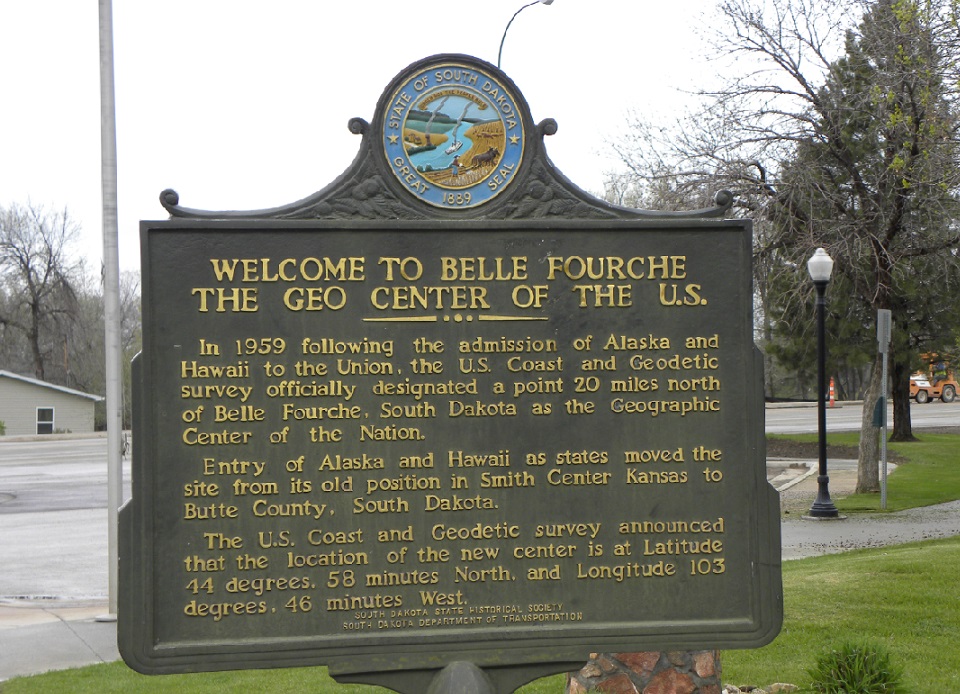 STATE OF SOUTH DAKOTA
GREAT SEAL
1889
WELCOME TO BELLE FOURCHE
THE GEO CENTER OF THE U.S.
In 1959 following the admission of Alaska and
Hawaii to the Union, the U.S. Coast and Geodetic
survey officially designated a point 20 miles north
of Belle Fourche, South Dakota as the Geographic
Center of the Nation.
Entry of Alaska and Hawaii as states moved the
site from its old position in Smith Center Kansas to
Butte County, South Dakota.
The U.S. Coast and Geodetic survey announced
that the location of the new center is at Latitude
44 degrees, 58 minutes North, and Longitude 103
degrees, 46 minutes West.
SOUTH DAKOTA STATE HISTORICAL SOCIETY
SOUTH DAKOTA DEPARTMENT OF TRANSPORTATION